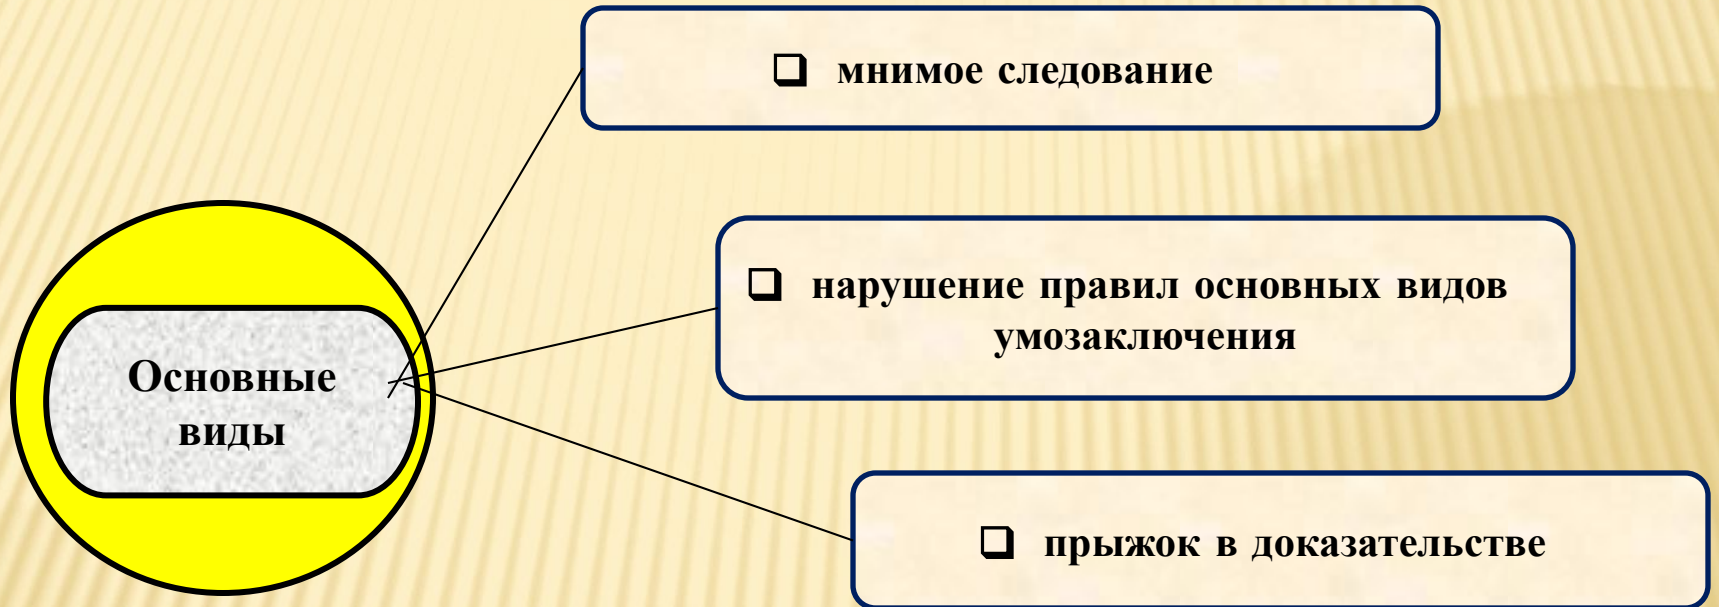 мнимое следование
нарушение правил основных видов
умозаключения
Основные
виды
прыжок в доказательстве